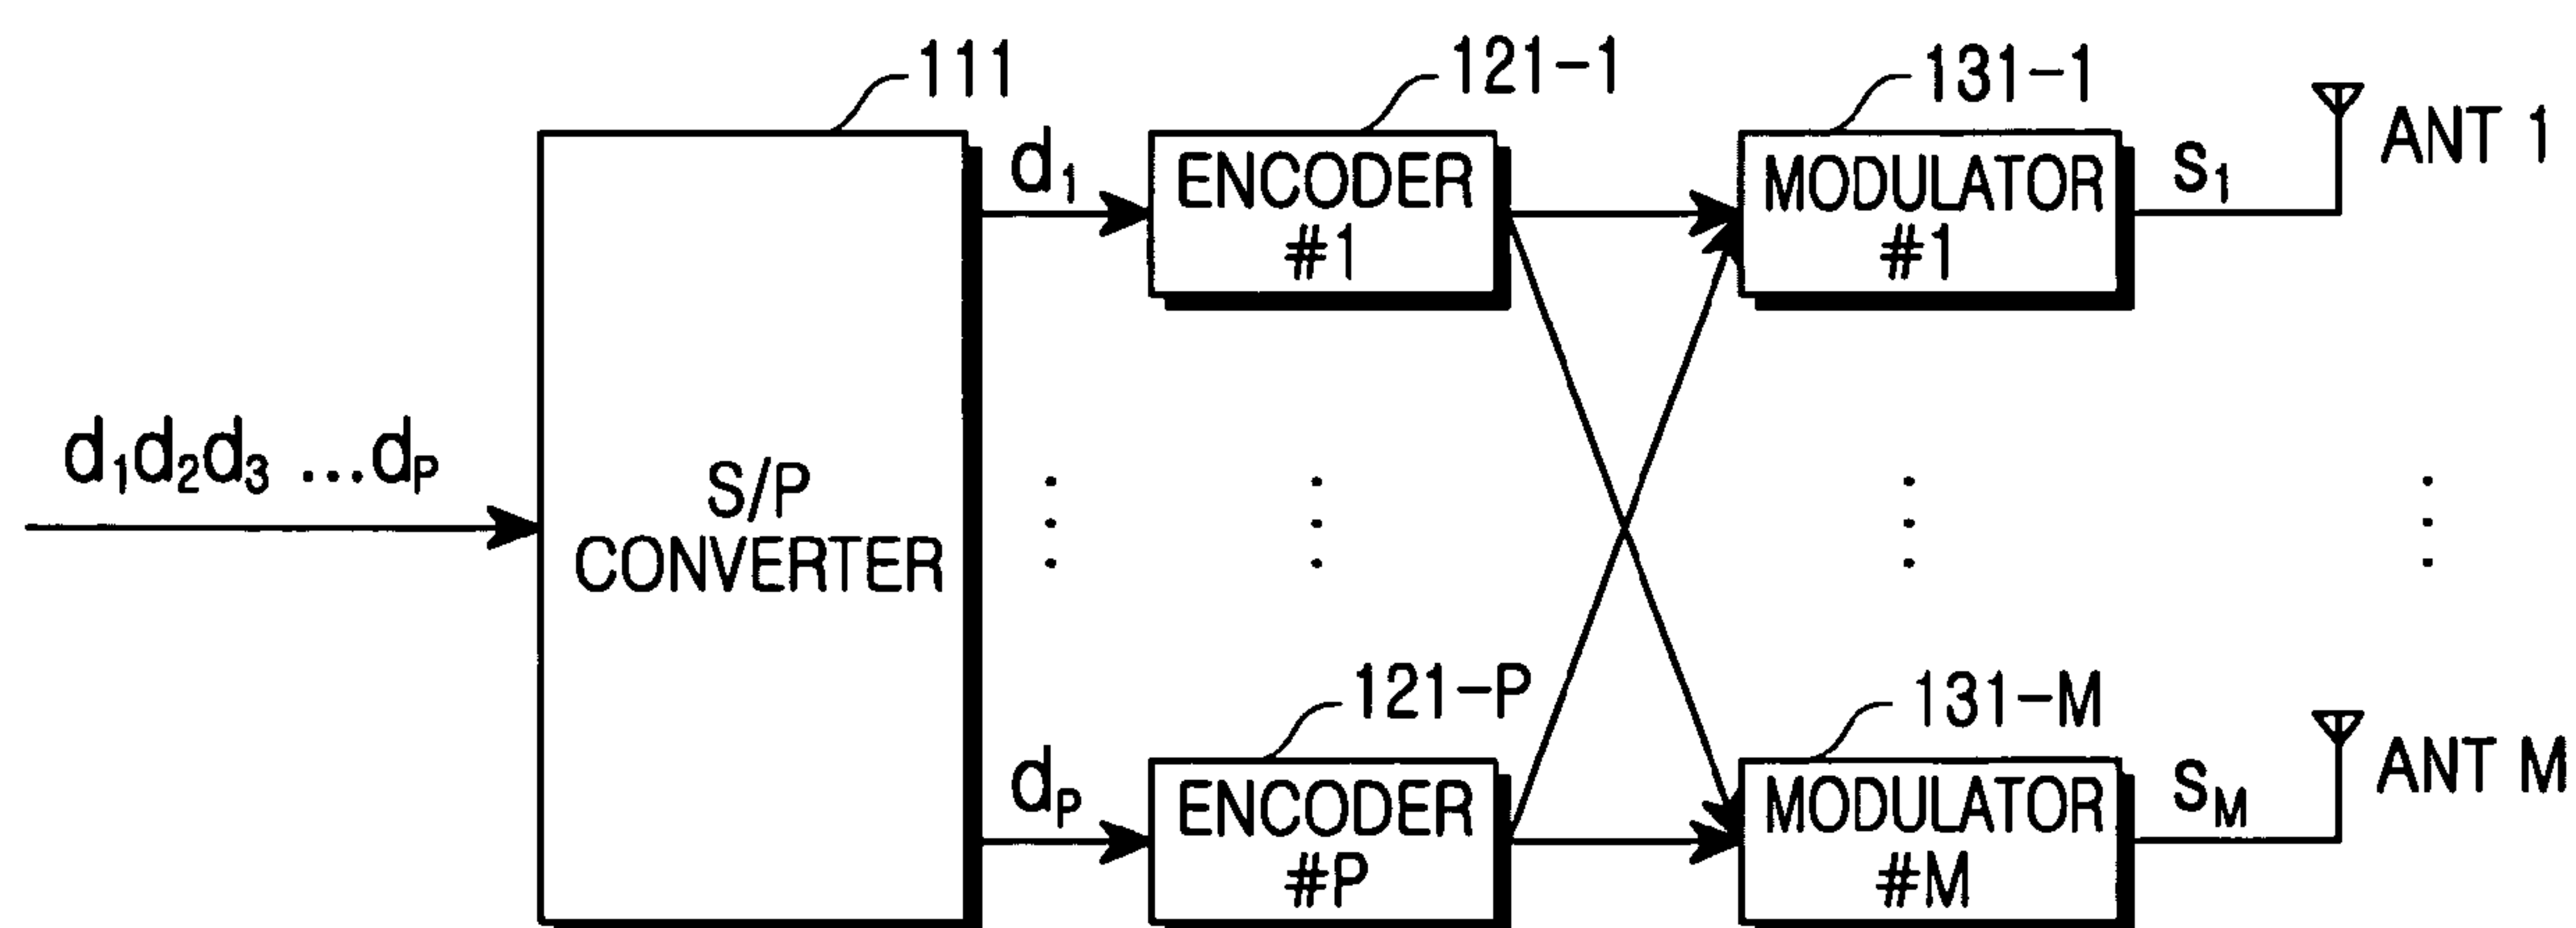 111
121-1
131-1
ANT 1
d₁
ENCODER
#1
MODULATOR
#1
S₁
d₁d₂d₃ ...dₚ
S/P
CONVERTER
121-P
131-M
ANT M
dₚ
ENCODER
#P
MODULATOR
#M
S_M